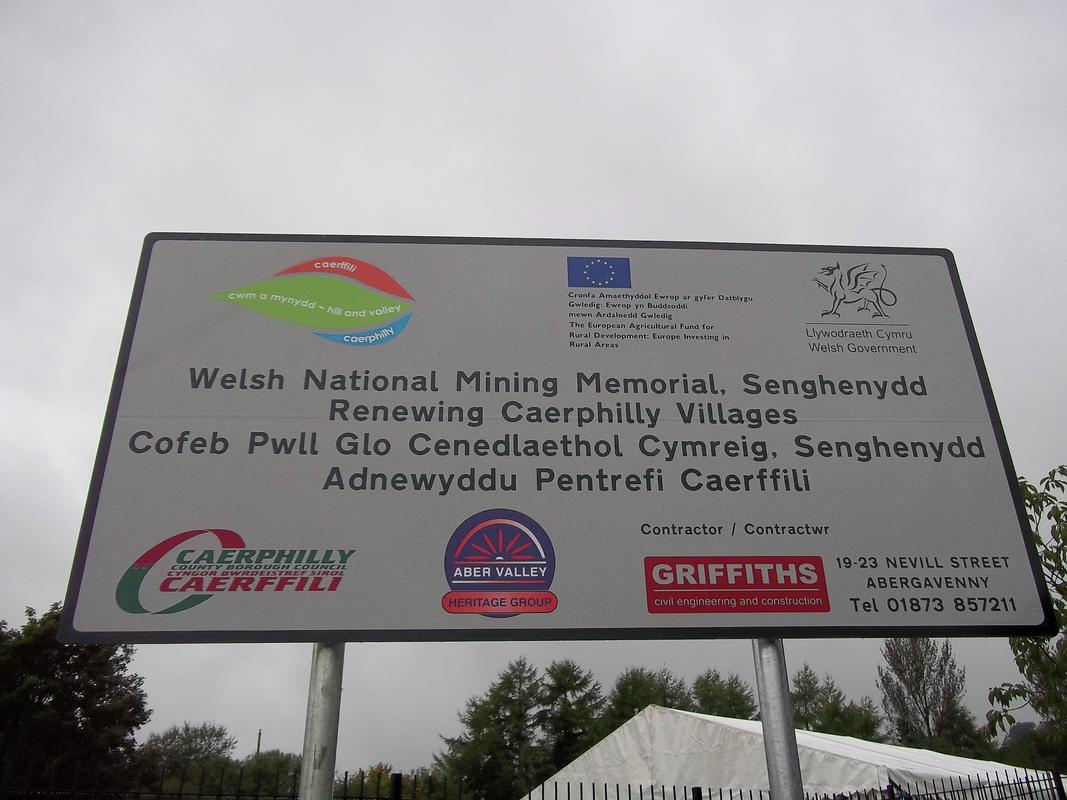 caerffili
cwm a mynydd - hill and valley
caerphilly
Cronfa Amaethyddol Ewrop ar gyfer Datblygu
Gwledig: Ewrop yn Buddsoddi
mewn Ardaloedd Gwledig
The European Agricultural Fund for
Rural Development: Europe Investing in
Rural Areas
Llywodraeth Cymru
Welsh Government
Welsh National Mining Memorial, Senghenydd
Renewing Caerphilly Villages
Cofeb Pwll Glo Cenedlaethol Cymreig, Senghenydd
Adnewyddu Pentrefi Caerffili
CAERPHILLY
COUNTY BOROUGH COUNCIL
CYNGOR BWRDEISTREF SIROL
CAERFFILI
ABER VALLEY
HERITAGE GROUP
Contractor / Contractwr
GRIFFITHS
civil engineering and construction
19-23 NEVILL STREET
ABERGAVENNY
Tel 01873 857211